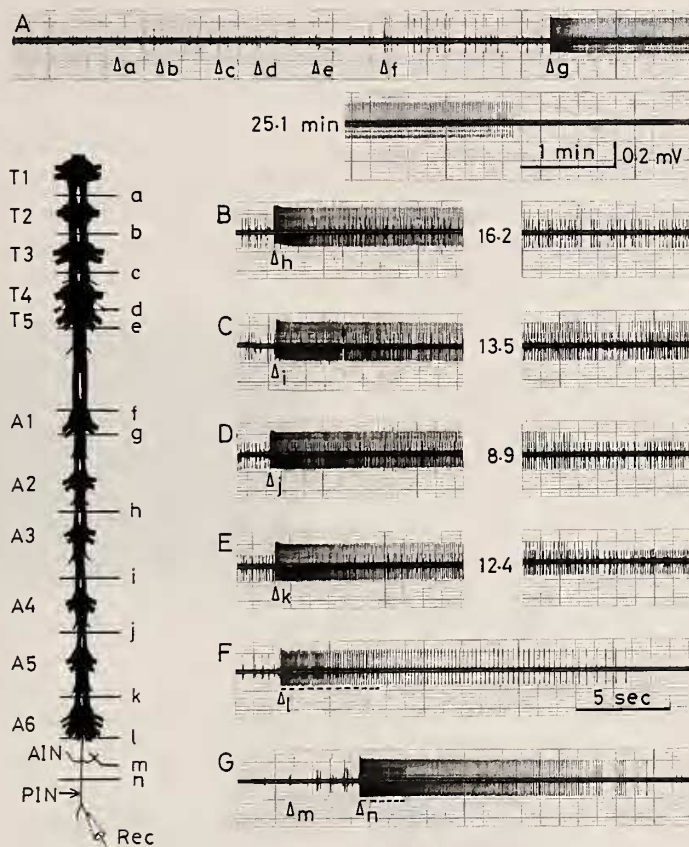 A
Δa Δb Δc Δd Δe Δf Δg
25·1 min
1 min 0.2 mV
T1
a
T2
b
T3
c
T4
d
T5
e
f
A1
g
A2
h
A3
i
A4
j
A5
k
A6
l
AIN
m
n
PIN→
Rec
B
Δh
16·2
C
Δi
13·5
D
Δj
8·9
E
Δk
12·4
F
Δl
5 sec
G
Δm Δn